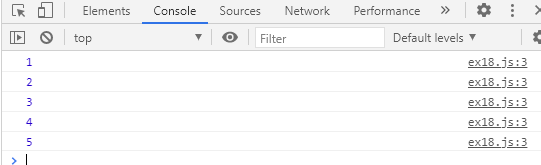 Elements Console Sources Network Performance »
top Filter Default levels
1 ex18.js:3
2 ex18.js:3
3 ex18.js:3
4 ex18.js:3
5 ex18.js:3